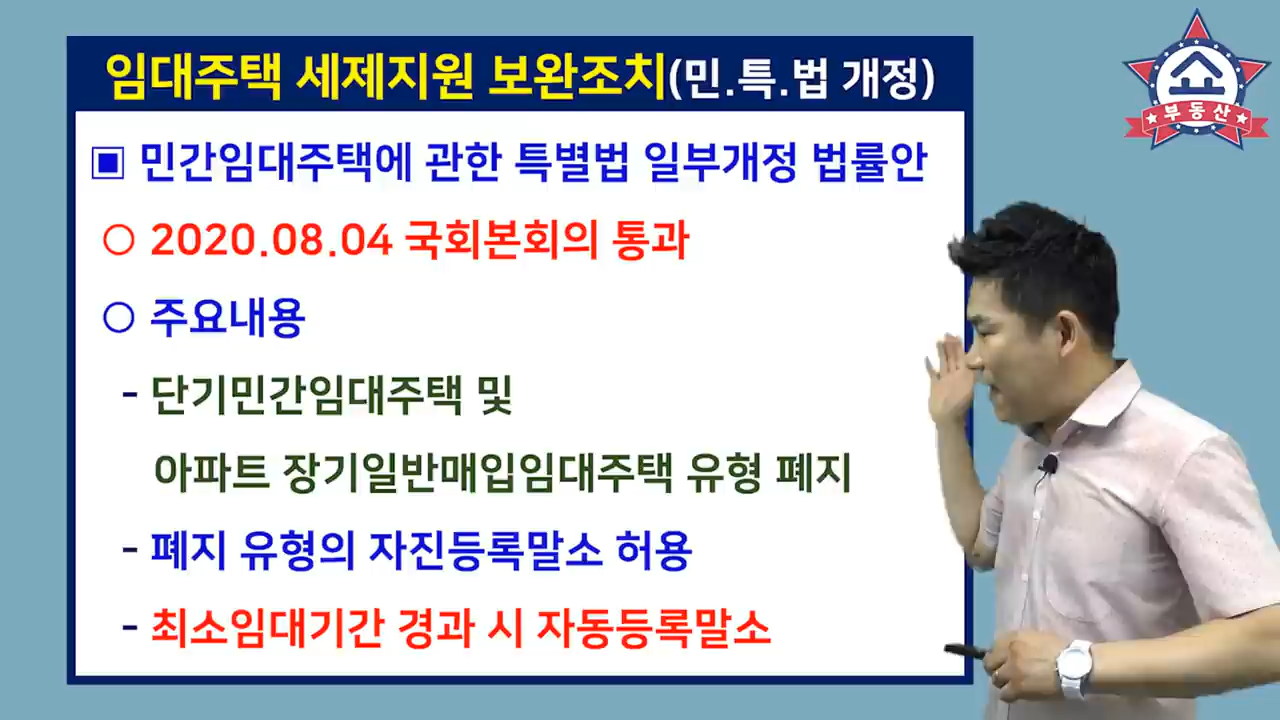 임대주택 세제지원 보완조치(민.특.법 개정)
부동산
▣ 민간임대주택에 관한 특별법 일부개정 법률안
○ 2020.08.04 국회본회의 통과
○ 주요내용
- 단기민간임대주택 및
아파트 장기일반매입임대주택 유형 폐지
- 폐지 유형의 자진등록말소 허용
- 최소임대기간 경과 시 자동등록말소